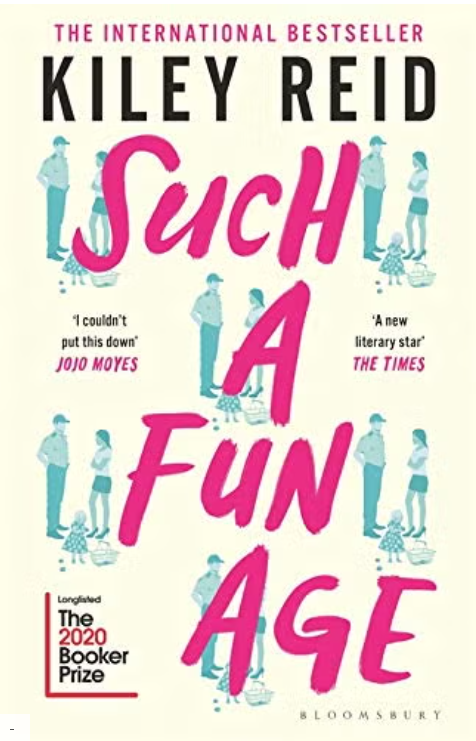 THE INTERNATIONAL BESTSELLER
KILEY REID
SucH
A
FuN
AGE
'I couldn't
put this down'
JOJO MOYES
'A new
literary star'
THE TIMES
Longlisted
The
2020
Booker
Prize
BLOOMSBURY
-